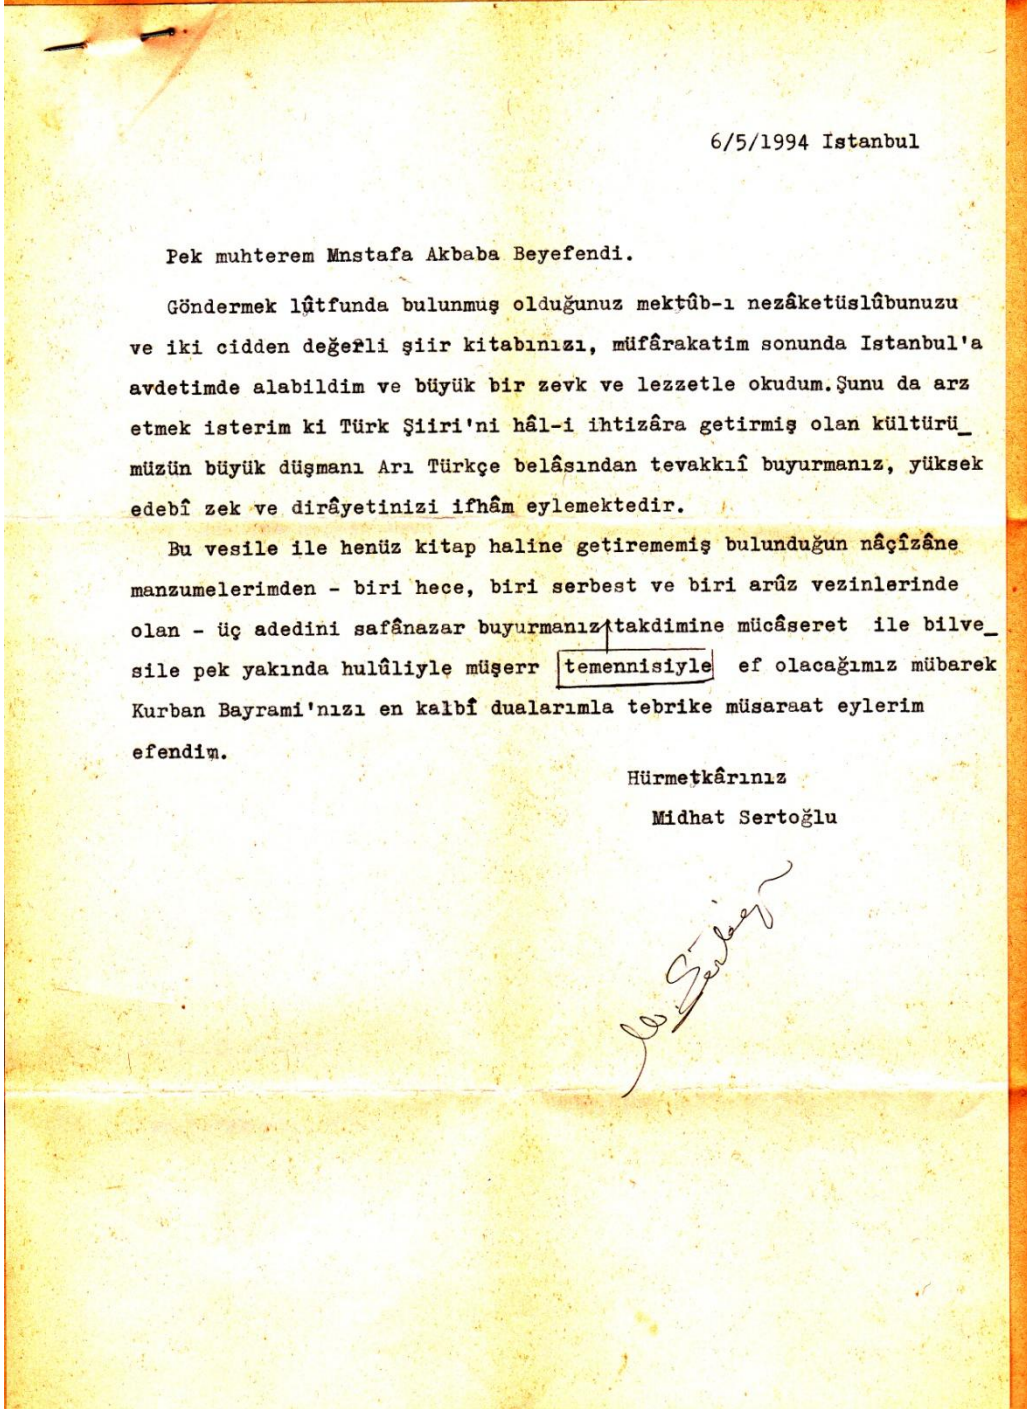 6/5/1994 Istanbul
Pek muhterem Mnstafa Akbaba Beyefendi.
Göndermek lûtfunda bulunmuş olduğunuz mektûb-ı nezâketüslûbunuzu
ve iki cidden değerli şiir kitabınızı, müfârakatim sonunda Istanbul'a
avdetimde alabildim ve büyük bir zevk ve lezzetle okudum.Şunu da arz
etmek isterim ki Türk Şiiri'ni hâl-i ihtizâra getirmiş olan kültürü_
müzün büyük düşmanı Arı Türkçe belâsından tevakkıî buyurmanız, yüksek
edebî zek ve dirâyetinizi ifhâm eylemektedir.
Bu vesile ile henüz kitap haline getirememiş bulunduğun nâçîzâne
manzumelerimden - biri hece, biri serbest ve biri arûz vezinlerinde
olan - üç adedini safânazar buyurmanız takdimine mücâseret ile bilve_
sile pek yakında hulûliyle müşerr temennisiyle ef olacağımız mübarek
Kurban Bayrami'nızı en kalbî dualarımla tebrike müsaraat eylerim
efendim.
Hürmetkârınız
Midhat Sertoğlu